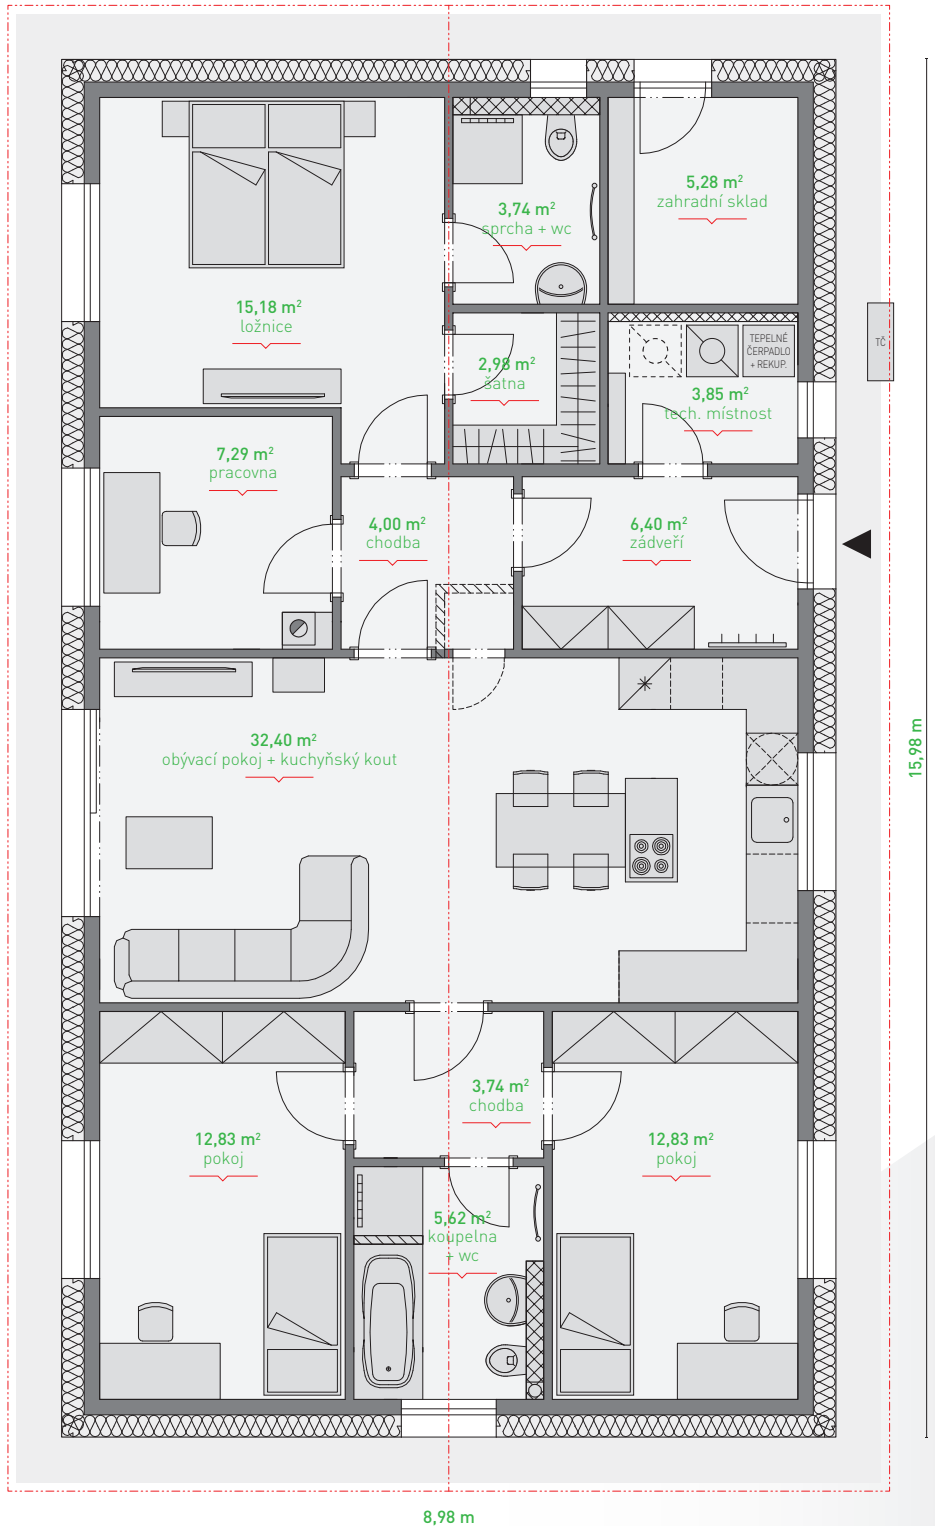 5,28 m²
zahradní sklad
3,74 m²
sprcha + wc
15,18 m²
ložnice
TČ
TEPELNÉ
ČERPADLO
+ REKUP.
2,98 m²
šatna
3,85 m²
tech. místnost
7,29 m²
pracovna
4,00 m²
chodba
6,40 m²
zádveří
32,40 m²
obývací pokoj + kuchyňský kout
15,98 m
3,74 m²
chodba
12,83 m²
pokoj
12,83 m²
pokoj
5,62 m²
koupelna
+ wc
8,98 m